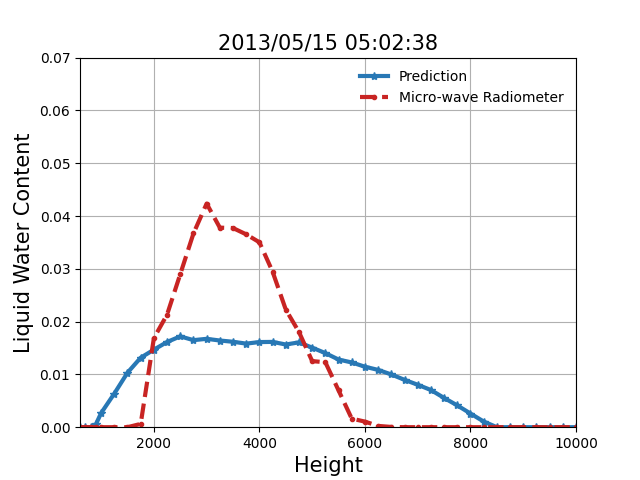 2013/05/15 05:02:38
0.07
0.06
0.05
0.04
0.03
0.02
0.01
0.00
Liquid Water Content
Prediction
Micro-wave Radiometer
2000 4000 6000 8000 10000
Height